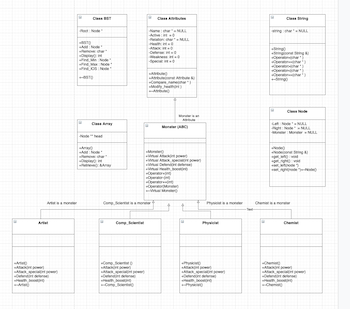 Class BST
-Root : Node *
+BST()
+Add : Node *
+Remove: char *
+Display(): int
+Find_Min : Node *
+Find_Max : Node *
+Find_IOS : Node *
+~BST()
Class Attributes
-Name : char * = NULL
-Active : int = 0
-Relation: char * = NULL
-Health: int = 0
-Attack: int = 0
-Defense: int = 0
-Weakness: int = 0
-Special: int = 0
+Attribute()
+Attribute(const Attribute &)
+Compare_name(char * )
+Modify_health(int )
+~Attribute()
Class String
string : char * = NULL
+String()
+String(const String &)
+Operator=(char * )
+Operator+(char * )
+Operator<(char * )
+Operator>(char * )
+~String()
Monster is an
Attribute
Class Array
-Node ** head
+Array()
+Add : Node *
+Remove: char *
+Display(): int
+Retrieve(): &Array
Monster (ABC)
+Monster()
+Virtual Attack(int power)
+Virtual Attack_special(int power)
+Virtual Defend(int defense)
+Virtual Health_boost(int)
+Operator+(int)
+Operator-(int)
+Operator+=(int)
+Operator(Monster)
+~Virtual Monster()
Class Node
-Left : Node * = NULL
-Right : Node * = NULL
-Monster : Monster * = NULL
+Node()
+Node(const String &)
+get_left() : void
+get_right() : void
+set_left(Node *)
+set_right(Node *)+~Node()
Artist is a monster
Comp_Scientist is a monster
Physicist is a monster
Chemist is a monster
Text
Artist
+Artist()
+Attack(int power)
+Attack_special(int power)
+Defend(int defense)
+Health_boost(int)
+~Artist()
Comp_Scientist
+Comp_Scientist ()
+Attack(int power)
+Attack_special(int power)
+Defend(int defense)
+Health_boost(int)
+~Comp_Scientist()
Physicist
+Physicist()
+Attack(int power)
+Attack_special(int power)
+Defend(int defense)
+Health_boost(int)
+~Physicist()
Chemist
+Chemist()
+Attack(int power)
+Attack_special(int power)
+Defend(int defense)
+Health_boost(int)
+~Chemist()